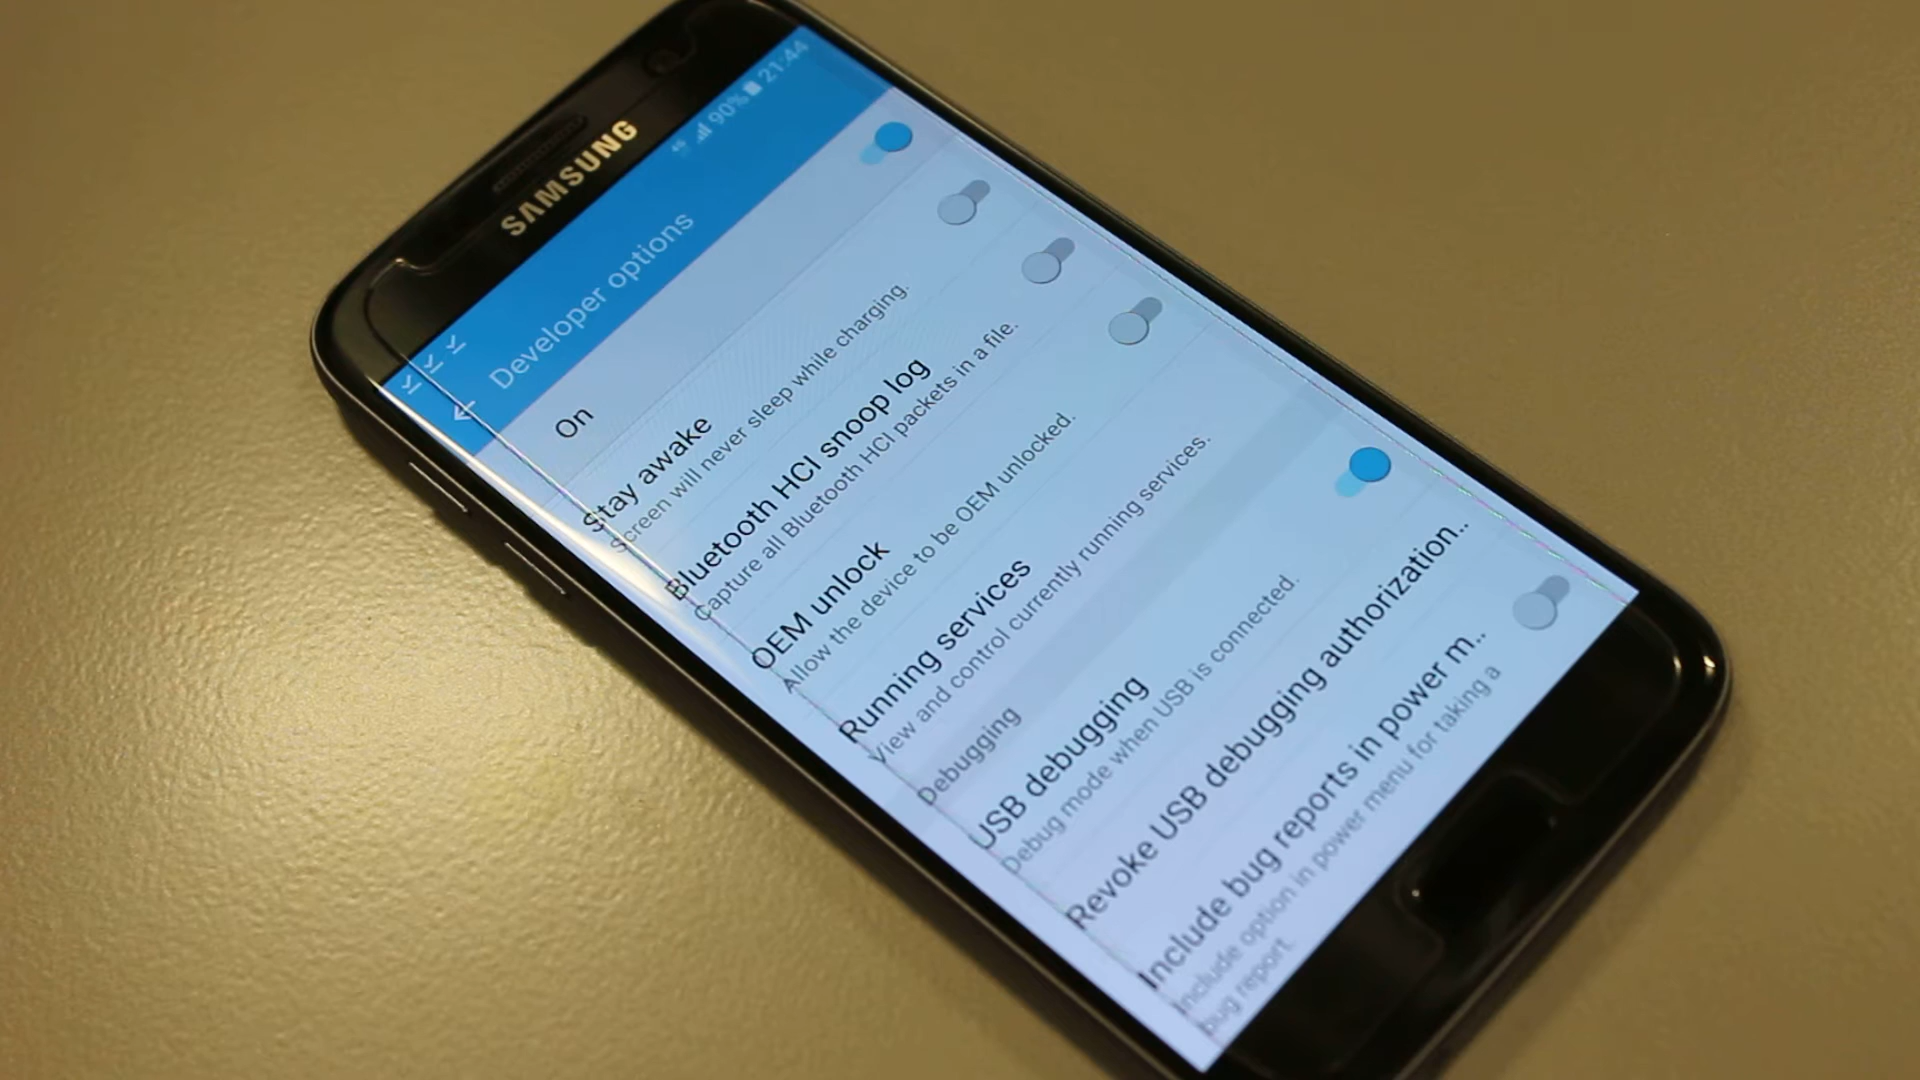 SAMSUNG
4G 90% 21:44
Developer options
On
Stay awake
Screen will never sleep while charging.
Bluetooth HCI snoop log
Capture all Bluetooth HCI packets in a file.
OEM unlock
Allow the device to be OEM unlocked.
Running services
View and control currently running services.
Debugging
USB debugging
Debug mode when USB is connected.
Revoke USB debugging authorization..
Include bug reports in power m..
Include option in power menu for taking a
bug report.